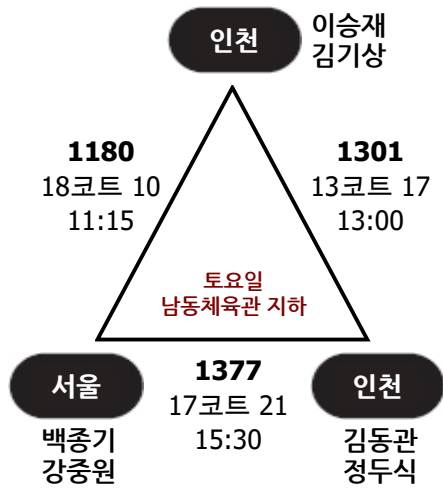 인천
이승재
김기상
1180
18코트 10
11:15
1301
13코트 17
13:00
토요일
남동체육관 지하
서울
백종기
강중원
1377
17코트 21
15:30
인천
김동관
정두식